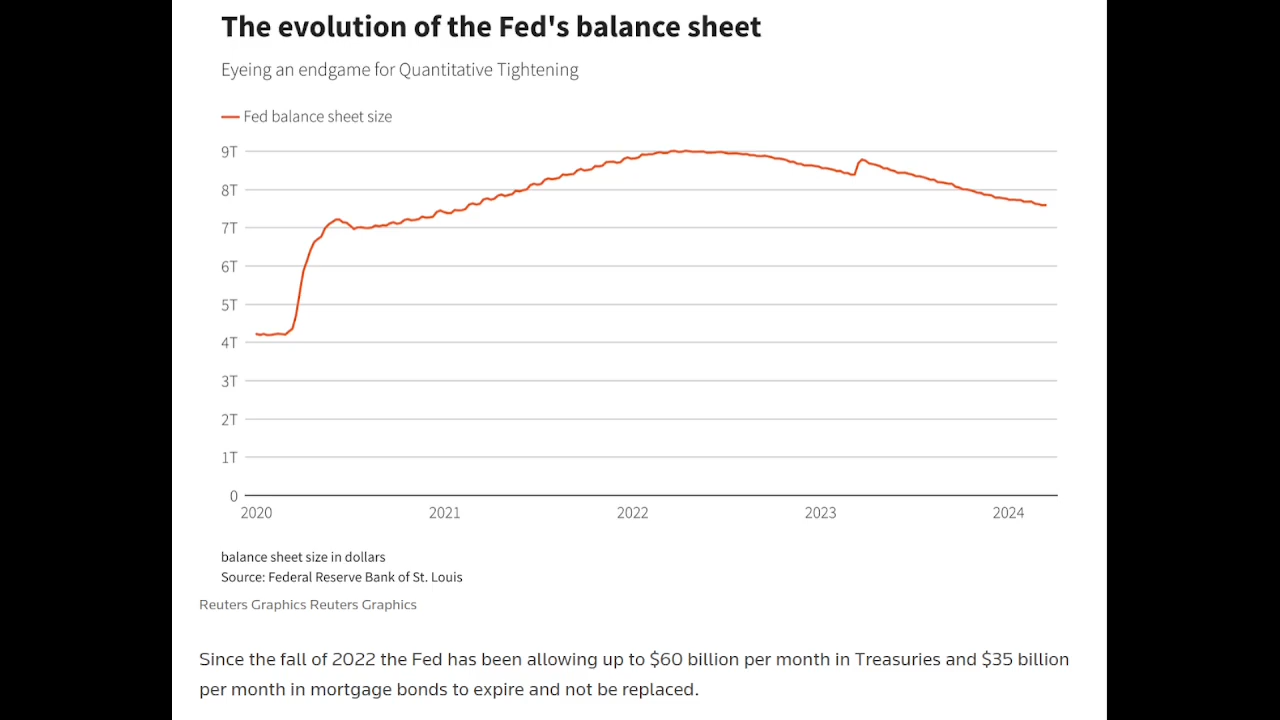 The evolution of the Fed's balance sheet
Eyeing an endgame for Quantitative Tightening
Fed balance sheet size
9T
8T
7T
6T
5T
4T
3T
2T
1T
0
2020 2021 2022 2023 2024
balance sheet size in dollars
Source: Federal Reserve Bank of St. Louis
Reuters Graphics Reuters Graphics
Since the fall of 2022 the Fed has been allowing up to $60 billion per month in Treasuries and $35 billion
per month in mortgage bonds to expire and not be replaced.